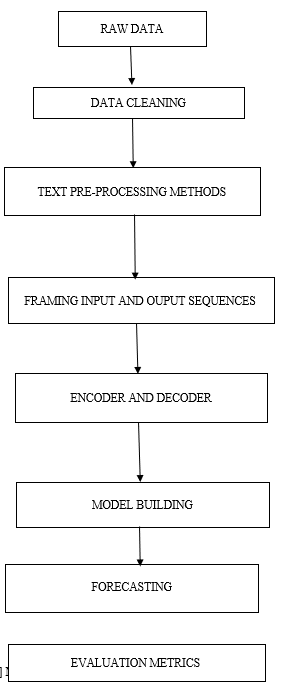 RAW DATA
DATA CLEANING
TEXT PRE-PROCESSING METHODS
FRAMING INPUT AND OUPUT SEQUENCES
ENCODER AND DECODER
MODEL BUILDING
FORECASTING
EVALUATION METRICS